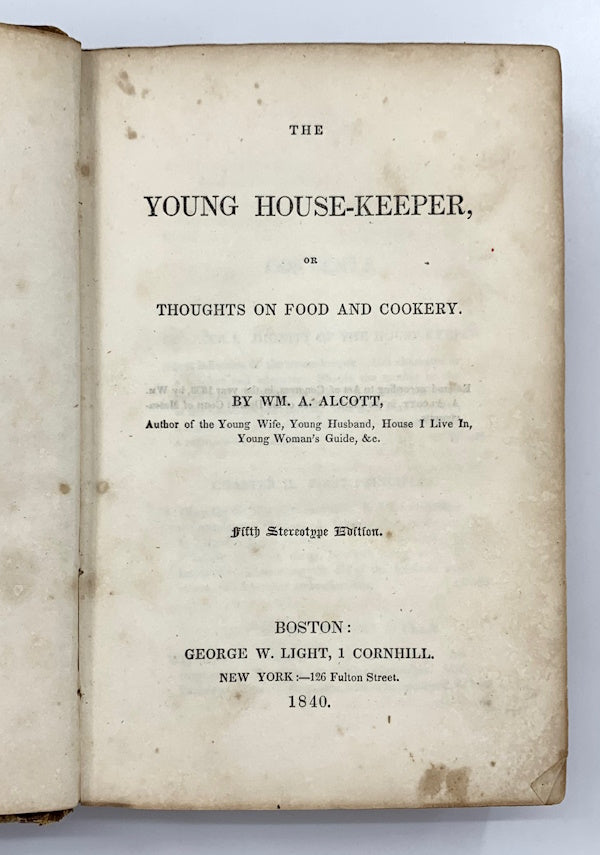 THE
YOUNG HOUSE-KEEPER,
OR
THOUGHTS ON FOOD AND COOKERY.
BY WM. A. ALCOTT,
Author of the Young Wife, Young Husband, House I Live In,
Young Woman's Guide, &c.
Fifth Stereotype Edition.
BOSTON:
GEORGE W. LIGHT, 1 CORNHILL.
NEW YORK:—126 Fulton Street.
1840.